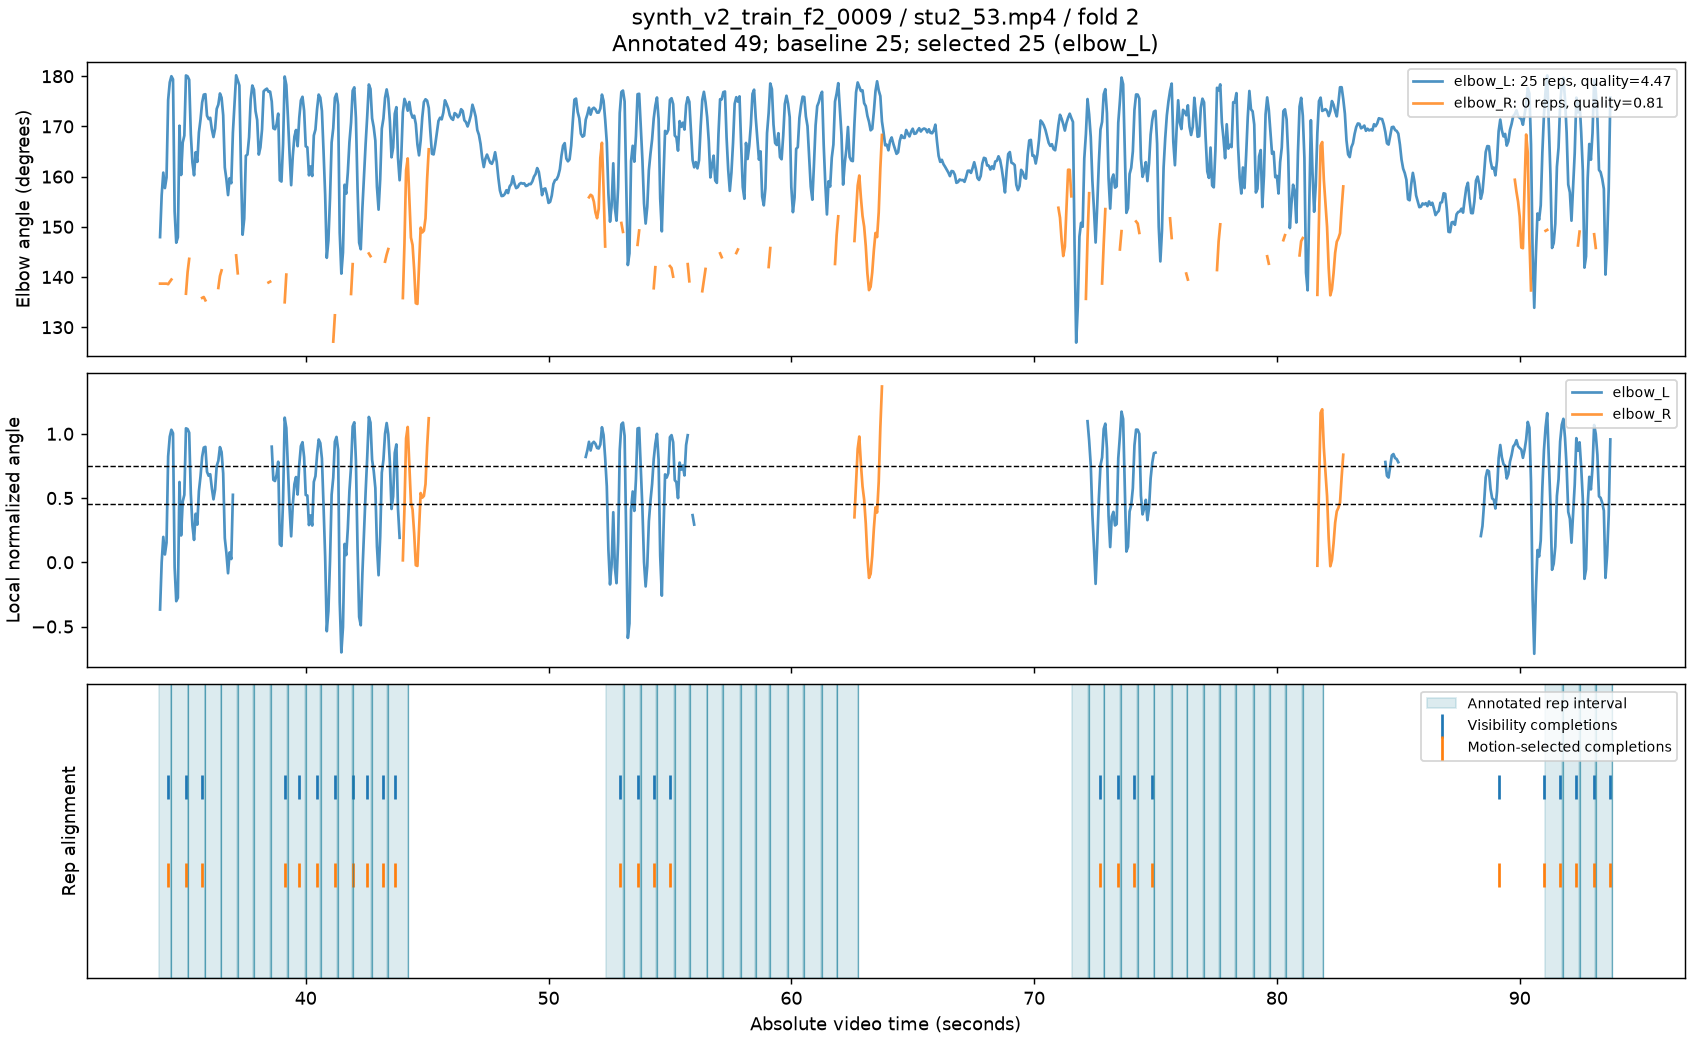 synth_v2_train_f2_0009 / stu2_53.mp4 / fold 2
Annotated 49; baseline 25; selected 25 (elbow_L)
Elbow angle (degrees)
180
170
160
150
140
130
elbow_L: 25 reps, quality=4.47
elbow_R: 0 reps, quality=0.81
Local normalized angle
1.0
0.5
0.0
−0.5
elbow_L
elbow_R
Rep alignment
Annotated rep interval
Visibility completions
Motion-selected completions
40
50
60
70
80
90
Absolute video time (seconds)